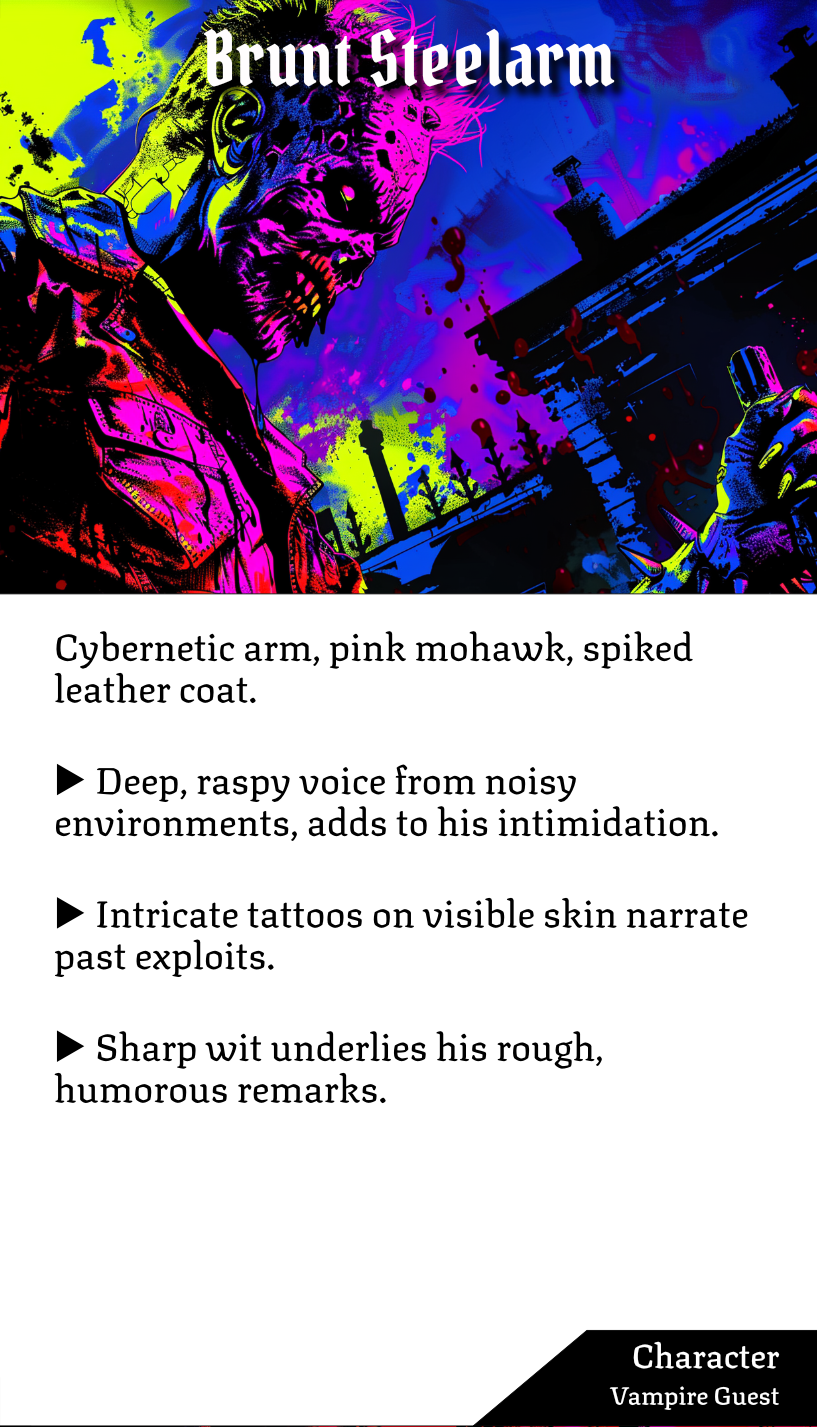 Brunt Steelarm
Cybernetic arm, pink mohawk, spiked
leather coat.
▶ Deep, raspy voice from noisy
environments, adds to his intimidation.
▶ Intricate tattoos on visible skin narrate
past exploits.
▶ Sharp wit underlies his rough,
humorous remarks.
Character
Vampire Guest